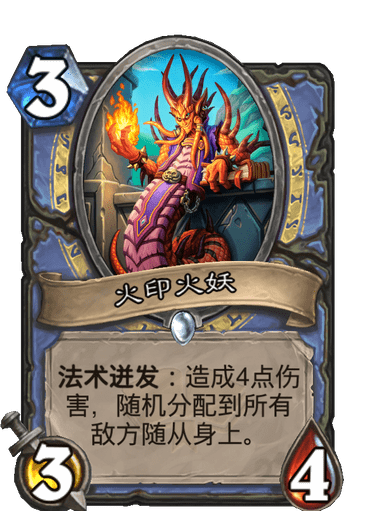 3
火印火妖
法术迸发：造成4点伤
害，随机分配到所有
敌方随从身上。
3
4